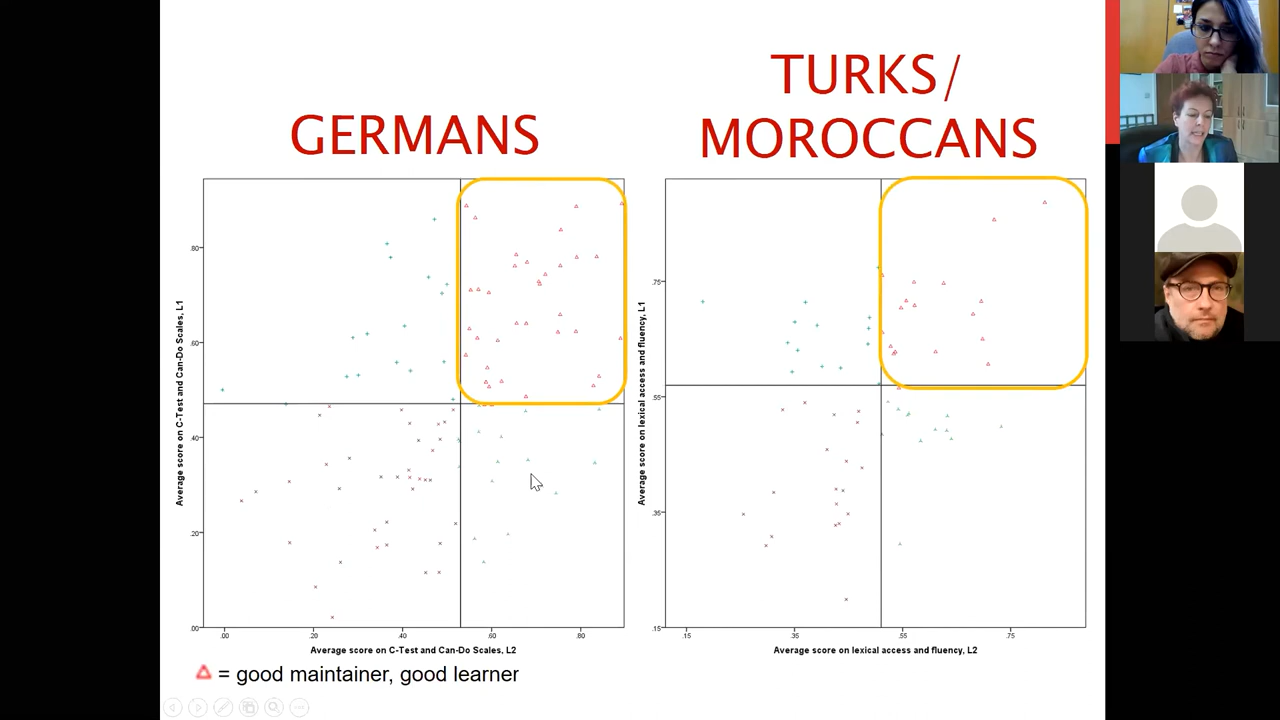 GERMANS
TURKS/
MOROCCANS
Average score on C-Test and Can-Do Scales, L1
.80
.60
.40
.20
.00
.00
.20
.40
.60
.80
Average score on C-Test and Can-Do Scales, L2
Average score on lexical access and fluency, L1
.75
.55
.35
.15
.15
.35
.55
.75
Average score on lexical access and fluency, L2
= good maintainer, good learner